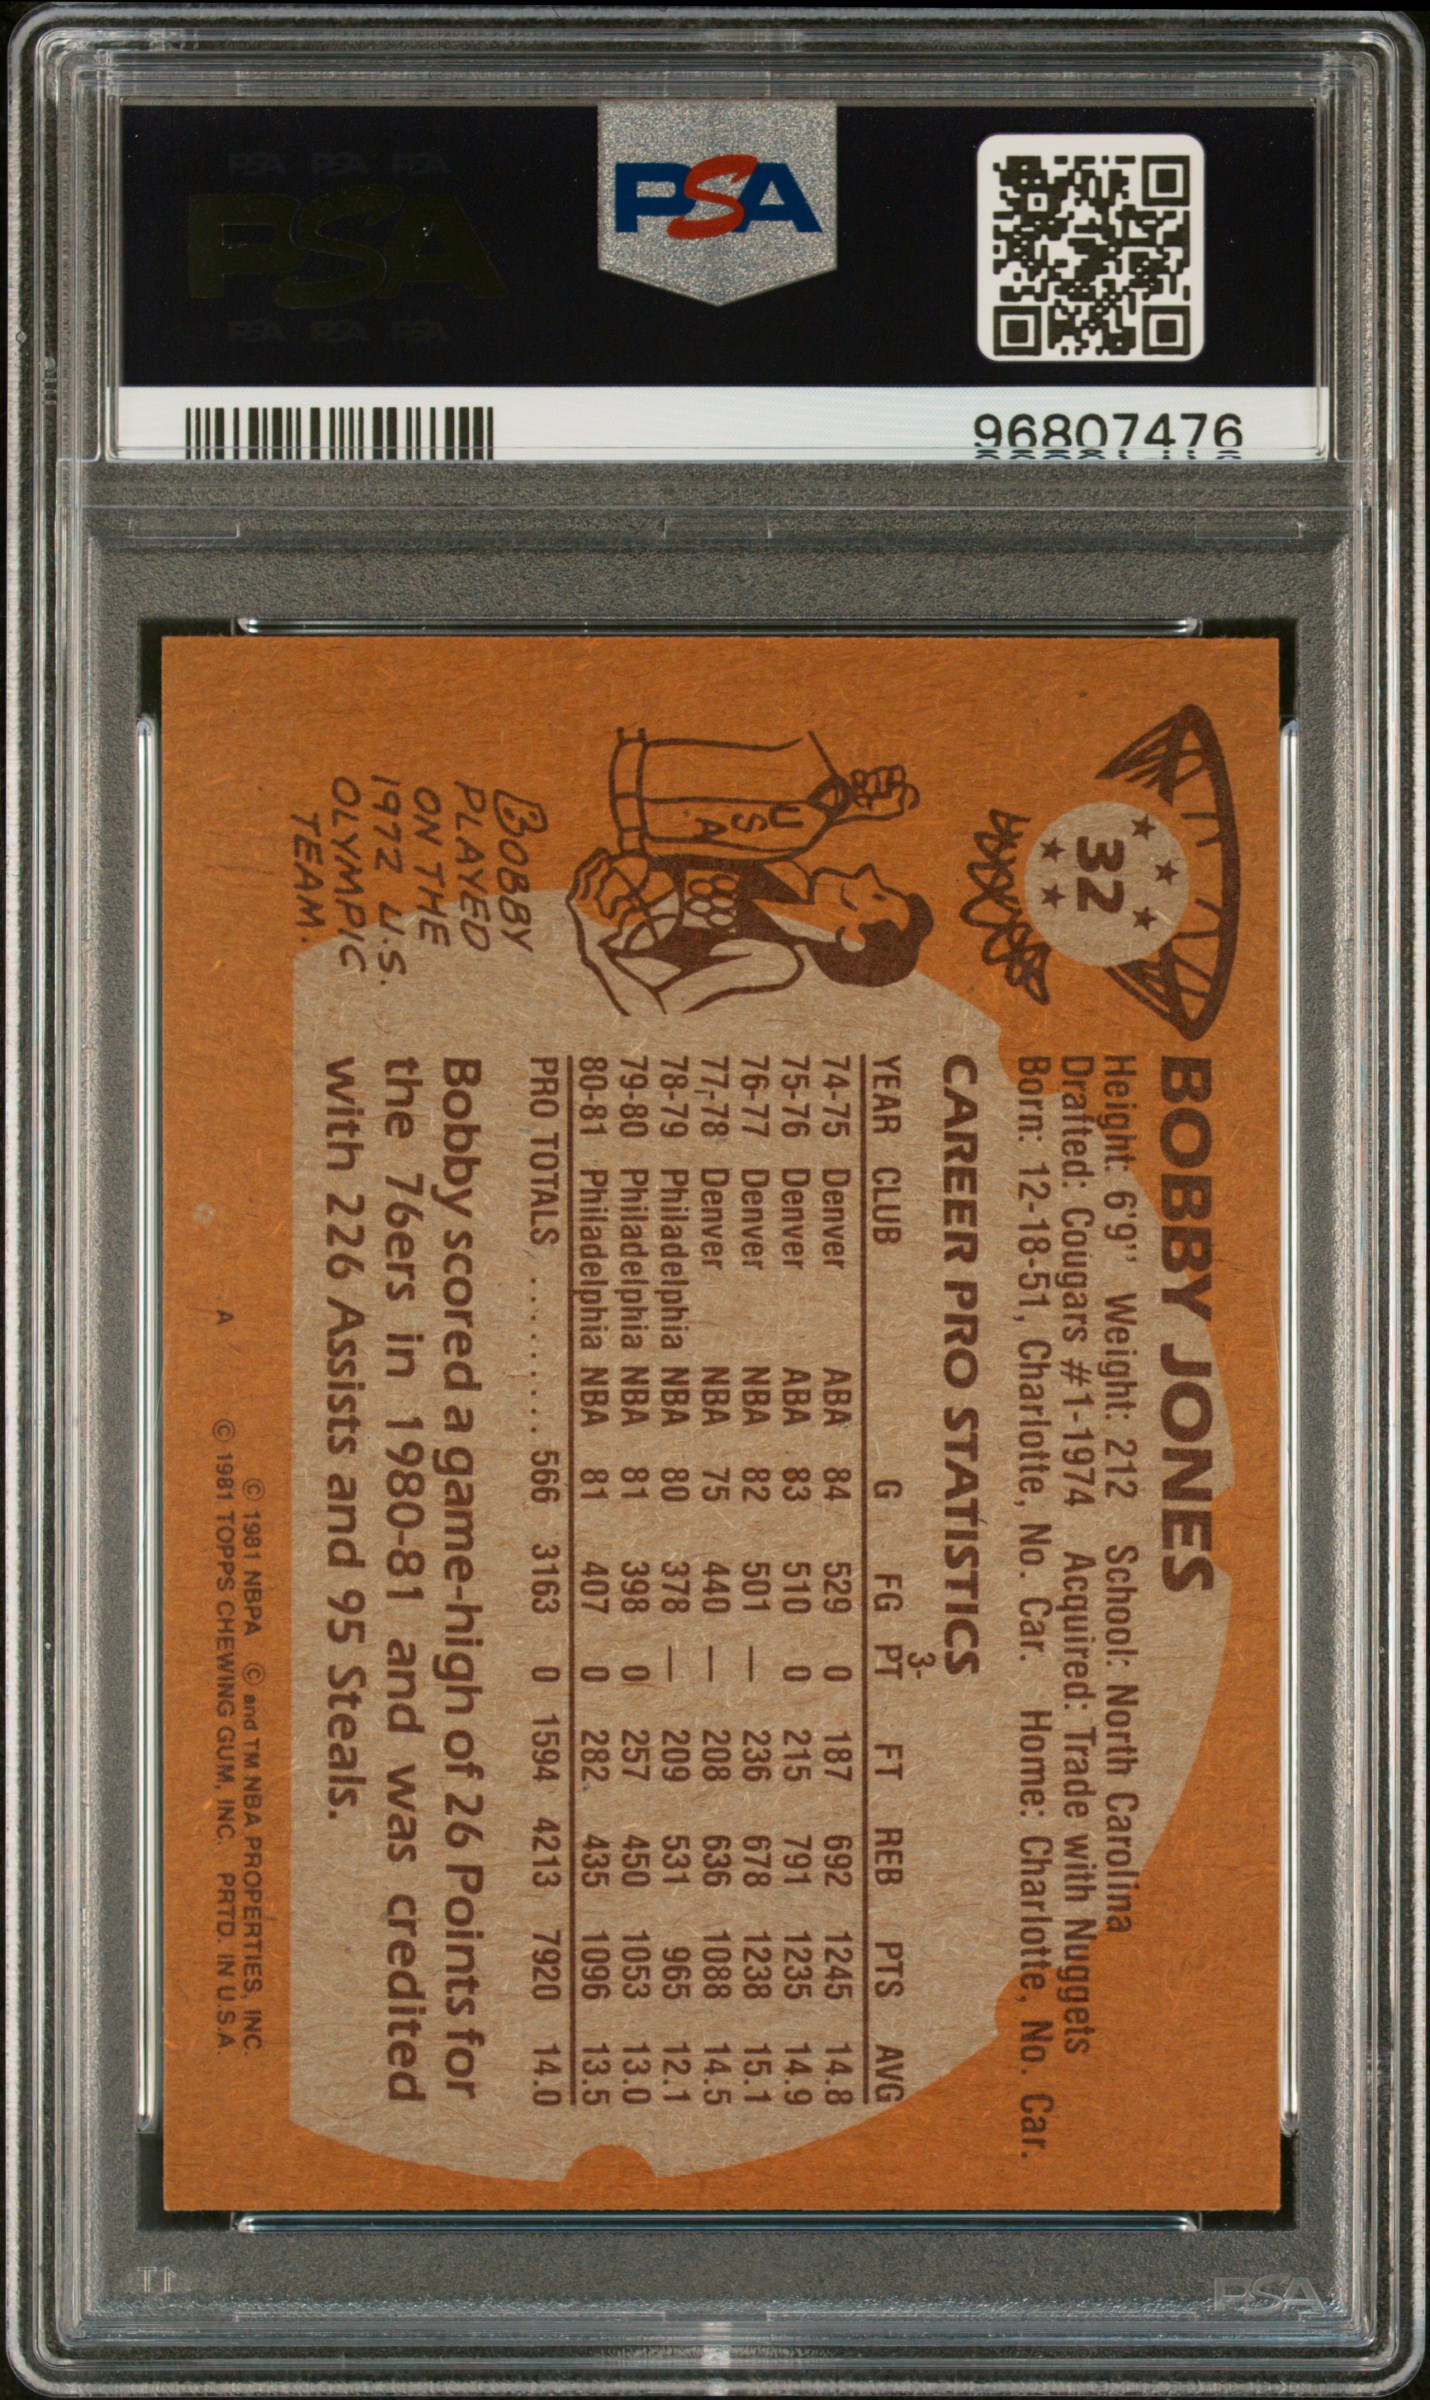 PSA PSA PSA
PSA
PSA PSA PSA
PSA
96807476
32
BOBBY JONES
Height: 6'9" Weight: 212 School: North Carolina
Drafted: Cougars #1-1974 Acquired: Trade with Nuggets
Born: 12-18-51, Charlotte, No. Car. Home: Charlotte, No. Car.
CAREER PRO STATISTICS
YEAR CLUB G FG 3-PT FT REB PTS AVG
74-75 Denver ABA 84 529 0 187 692 1245 14.8
75-76 Denver ABA 83 510 0 215 791 1235 14.9
76-77 Denver NBA 82 501 — 236 678 1238 15.1
77-78 Denver NBA 75 440 — 208 636 1088 14.5
78-79 Philadelphia NBA 80 378 — 209 531 965 12.1
79-80 Philadelphia NBA 81 398 0 257 450 1053 13.0
80-81 Philadelphia NBA 81 407 0 282 435 1096 13.5
PRO TOTALS ........ 566 3163 0 1594 4213 7920 14.0
Bobby scored a game-high of 26 Points for
the 76ers in 1980-81 and was credited
with 226 Assists and 95 Steals.
USA
BOBBY
PLAYED
ON THE
1972 U.S.
OLYMPIC
TEAM.
© 1981 NBPA © and TM NBA PROPERTIES, INC.
A © 1981 TOPPS CHEWING GUM, INC. PRTD. IN U.S.A.
PSA